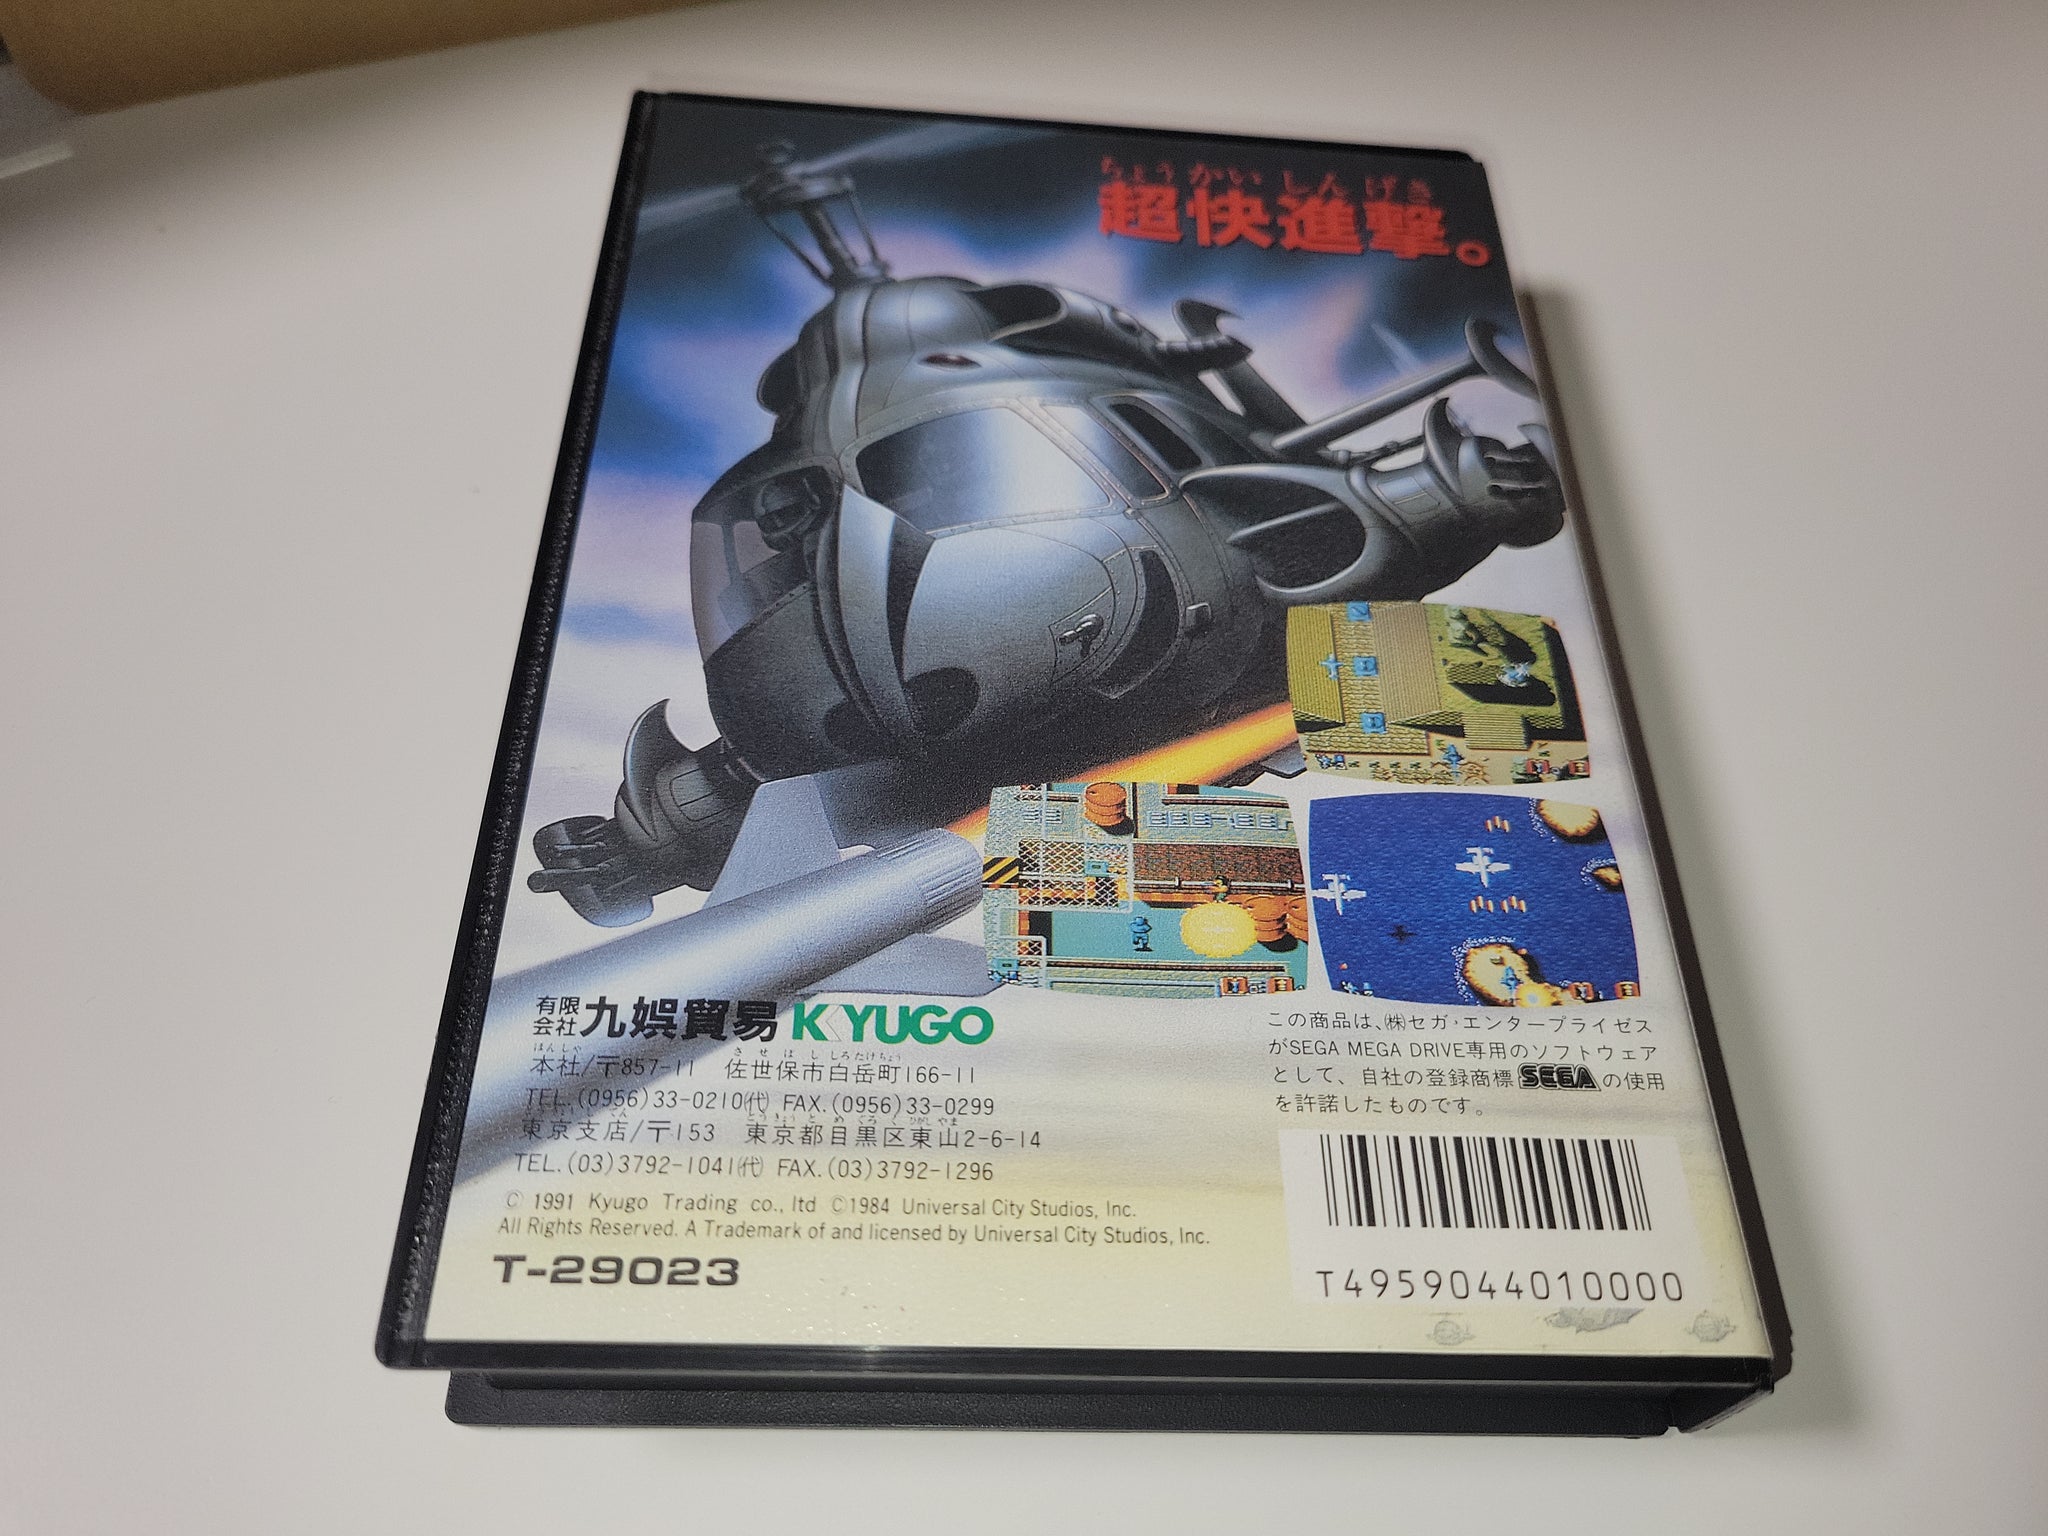 ちょうかいしんげき
超快進撃。
有限会社 九娯貿易 KYUGO
ほんしゃ させほししろたけちょう
本社/〒857-11 佐世保市白岳町166-11
TEL.(0956)33-0210㈹ FAX.(0956)33-0299
とうきょうしてん とうきょうとめぐろくひがしやま
東京支店/〒153 東京都目黒区東山2-6-14
TEL.(03)3792-1041㈹ FAX.(03)3792-1296
© 1991 Kyugo Trading co., ltd ©1984 Universal City Studios, Inc.
All Rights Reserved. A Trademark of and licensed by Universal City Studios, Inc.
T-29023
この商品は、㈱セガ・エンタープライゼス
がSEGA MEGA DRIVE専用のソフトウェア
として、自社の登録商標 SEGA の使用
を許諾したものです。
T4959044010000